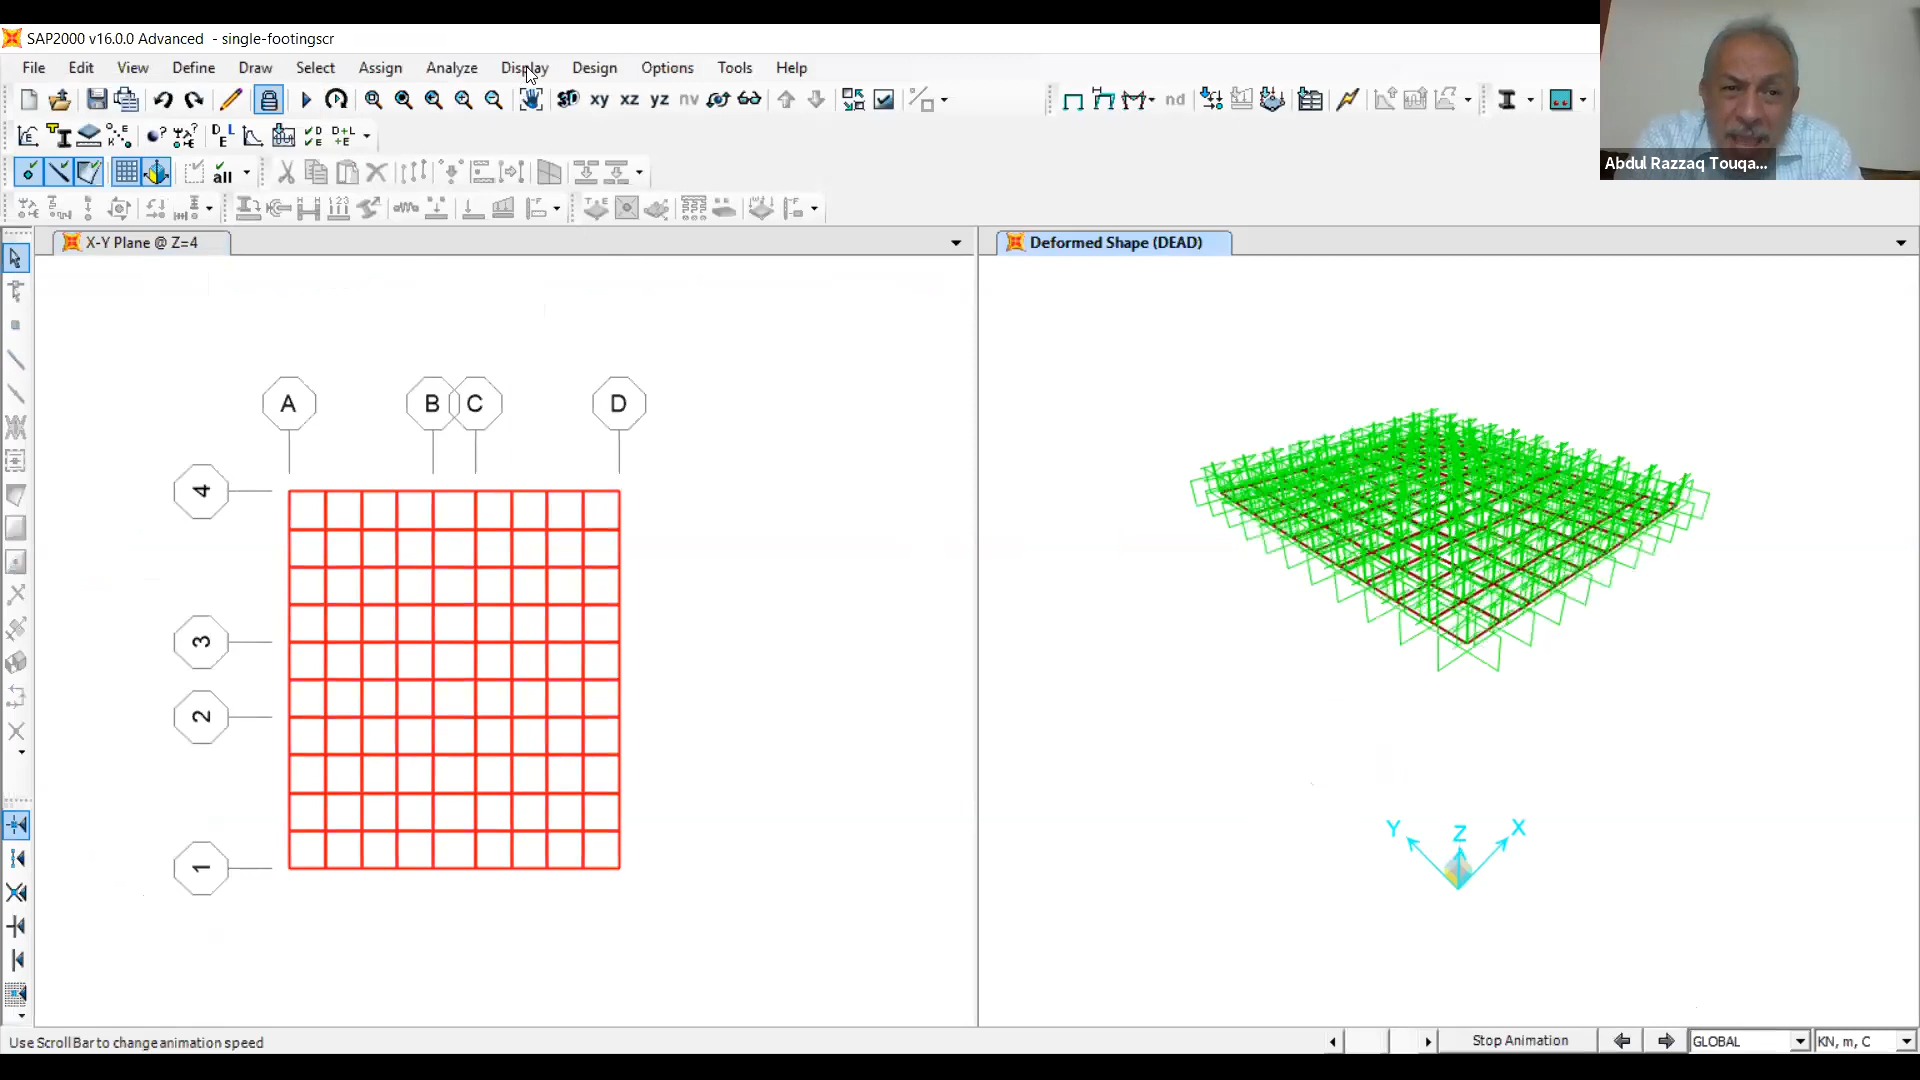 SAP2000 v16.0.0 Advanced - single-footingscr
File Edit View Define Draw Select Assign Analyze Display Design Options Tools Help
3D xy xz yz nv nd
all
Abdul Razzaq Touqa...
X-Y Plane @ Z=4
Deformed Shape (DEAD)
A B C D
4
3
2
1
Y Z X
Use Scroll Bar to change animation speed
Stop Animation
GLOBAL
KN, m, C